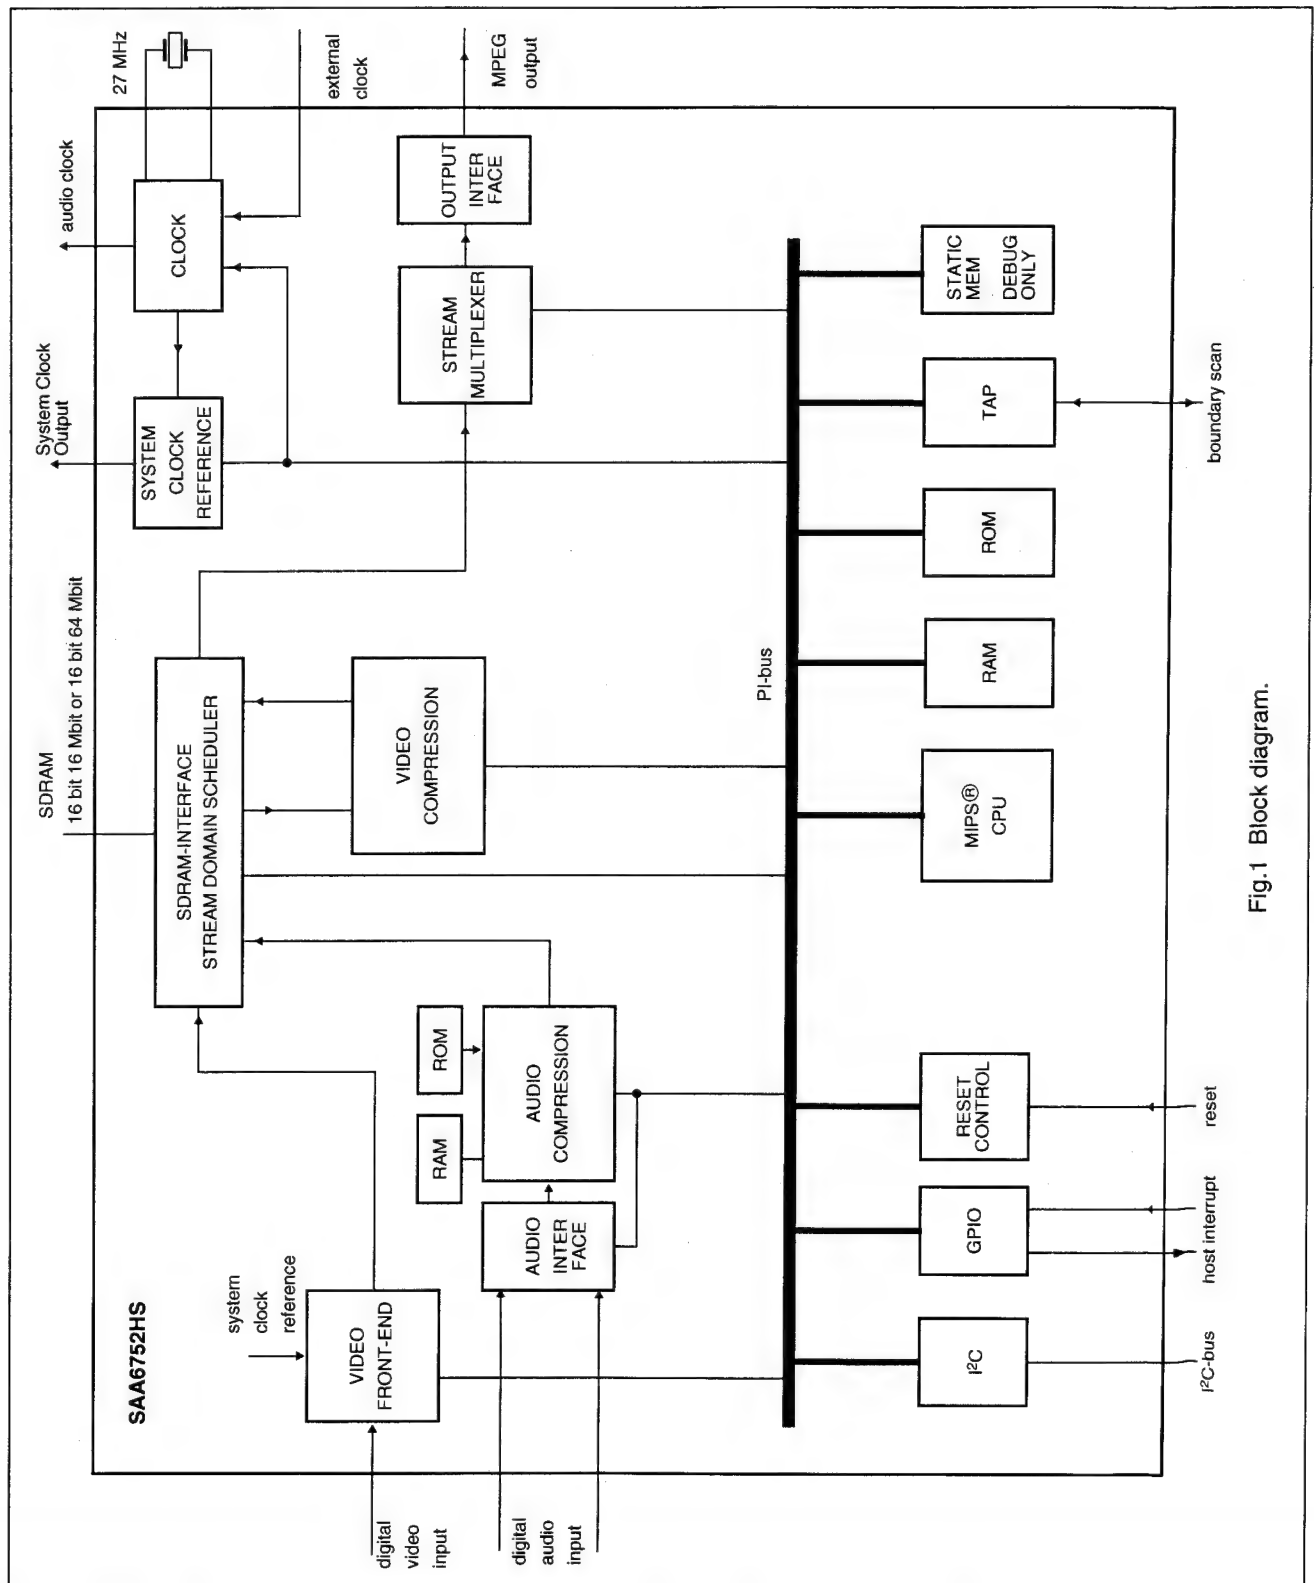 SAA6752HS
SDRAM
16 bit 16 Mbit or 16 bit 64 Mbit
System Clock
Output
audio clock
27 MHz
external
clock
SDRAM-INTERFACE
STREAM DOMAIN SCHEDULER
SYSTEM
CLOCK
REFERENCE
CLOCK
system
clock
reference
digital
video
input
VIDEO
FRONT-END
RAM
ROM
VIDEO
COMPRESSION
STREAM
MULTIPLEXER
OUTPUT
INTER
FACE
MPEG
output
digital
audio
input
AUDIO
INTER
FACE
AUDIO
COMPRESSION
PI-bus
I²C
GPIO
RESET
CONTROL
MIPS®
CPU
RAM
ROM
TAP
STATIC
MEM
DEBUG
ONLY
I²C-bus
host interrupt
reset
boundary scan
Fig.1 Block diagram.